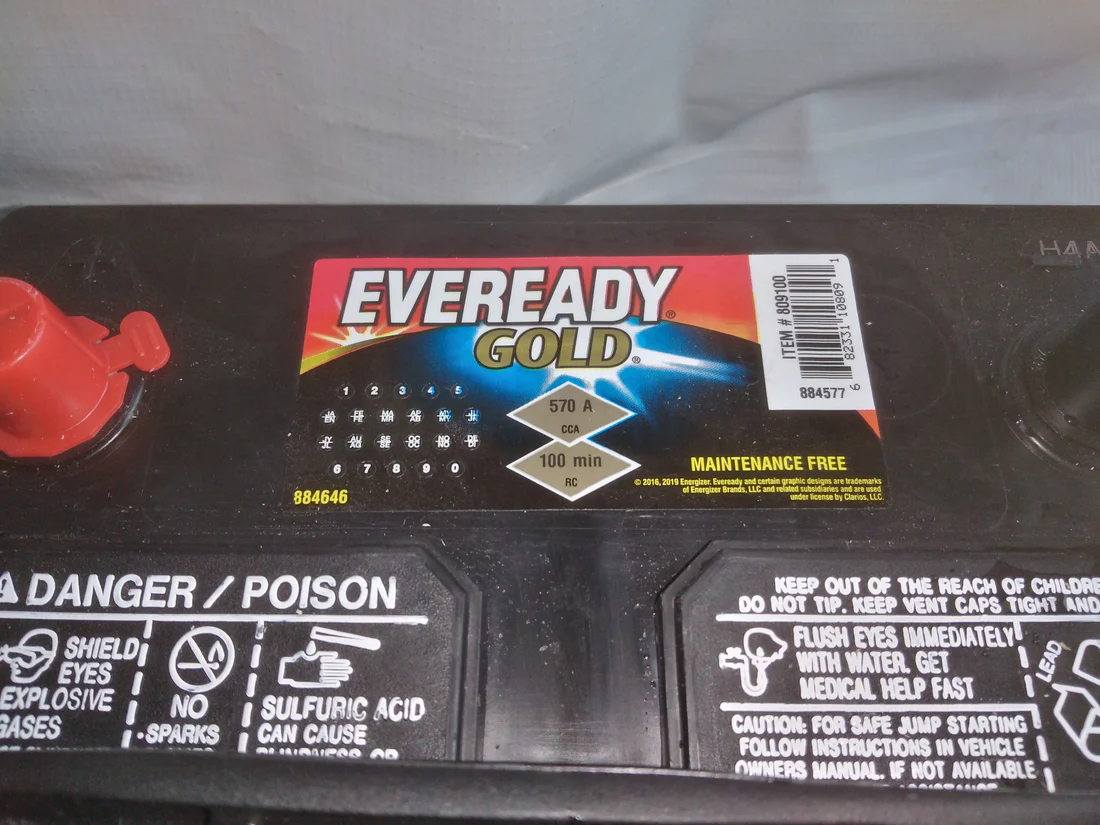 EVEREADY®
GOLD®
ITEM # 809100
8 82331 10809 1
6
884577
1 2 3 4 5
6 7 8 9 0
570 A
CCA
100 min
RC
884646
MAINTENANCE FREE
© 2016, 2019 Energizer. Eveready and certain graphic designs are trademarks
of Energizer Brands, LLC and related subsidiaries and are used
under license by Clarios, LLC.
DANGER / POISON
SHIELD
EYES
EXPLOSIVE
GASES
NO
•SPARKS
SULFURIC ACID
CAN CAUSE
BLINDNESS OR
KEEP OUT OF THE REACH OF
DO NOT TIP. KEEP VENT CAPS TIGHT AND
FLUSH EYES IMMEDIATELY
WITH WATER. GET
MEDICAL HELP FAST
LEAD
CAUTION: FOR SAFE JUMP STARTING
FOLLOW INSTRUCTIONS IN VEHICLE
OWNERS MANUAL. IF NOT AVAILABLE